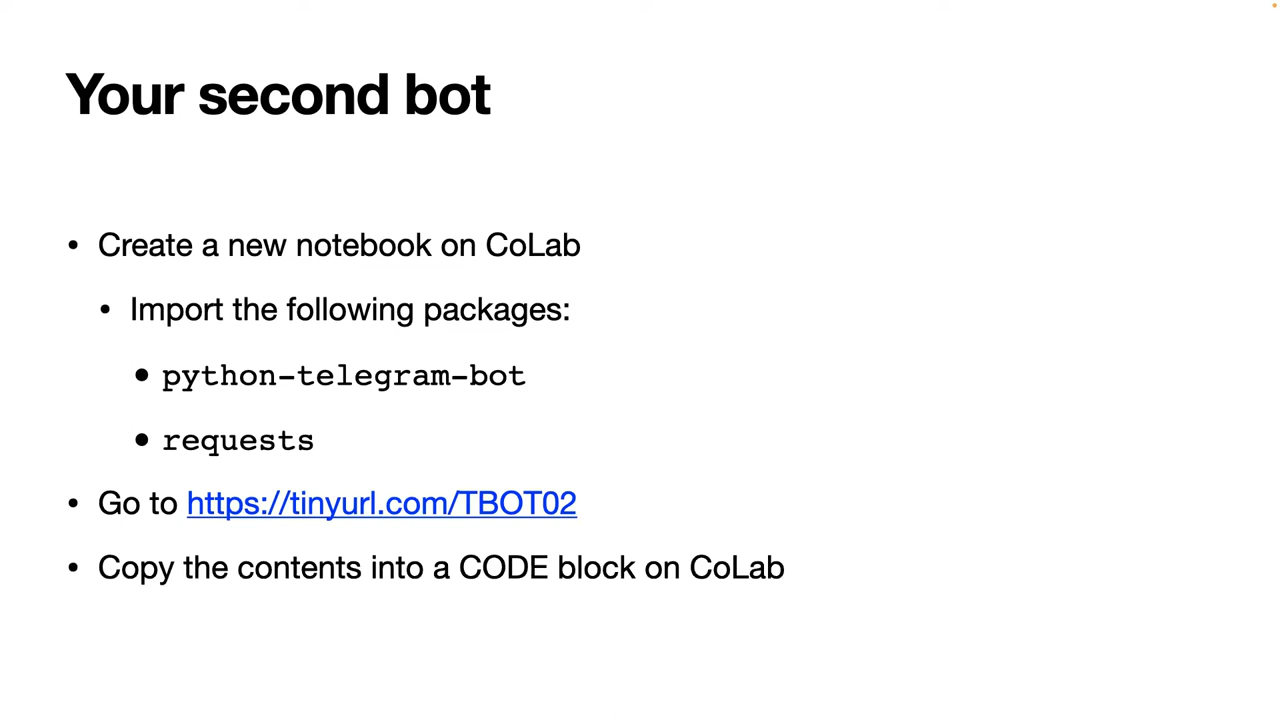 Your second bot
• Create a new notebook on CoLab
• Import the following packages:
• python-telegram-bot
• requests
• Go to https://tinyurl.com/TBOT02
• Copy the contents into a CODE block on CoLab